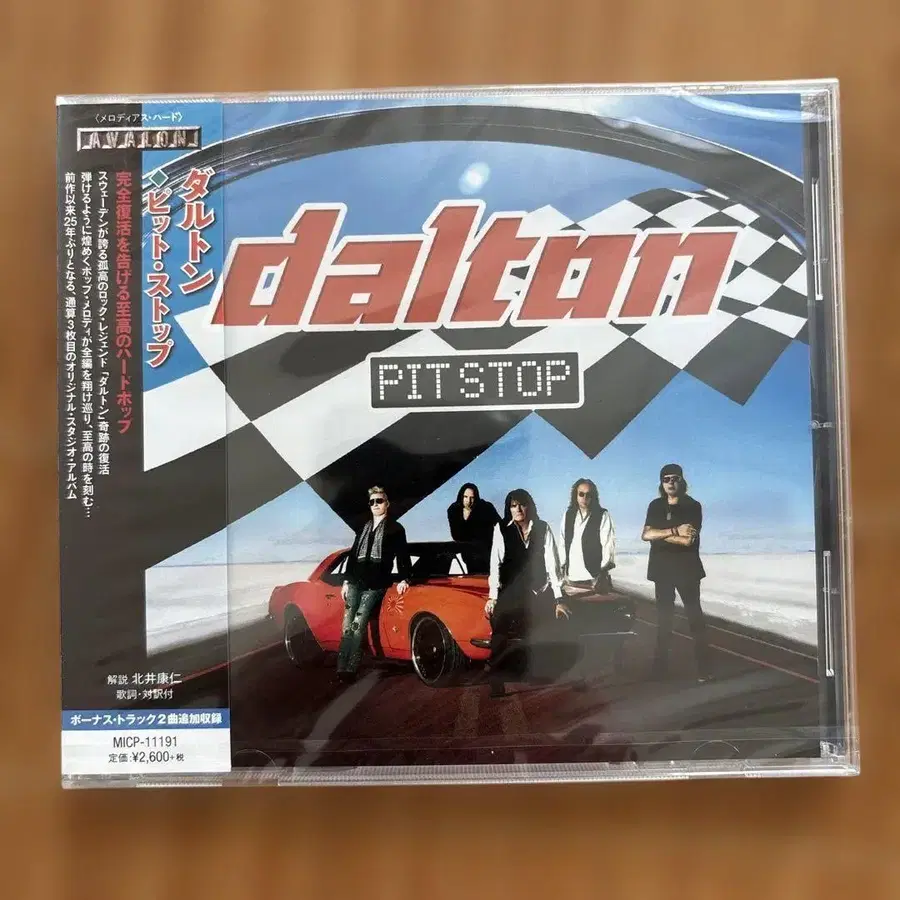 〈メロディアス・ハード〉
AVALON
ダルトン
◆ピット・ストップ
完全復活を告げる至高のハードポップ
スウェーデンが誇る孤高のロック・レジェンド「ダルトン」奇跡の復活
弾けるように煌めくポップ・メロディが全編を翔け巡り、至高の時を刻む…
前作以来25年ぶりとなる、通算3枚目のオリジナル・スタジオ・アルバム
解説 北井康仁
歌詞・対訳付
ボーナス・トラック2曲追加収録
MICP-11191
定価:¥2,600+税
dalton
PIT STOP